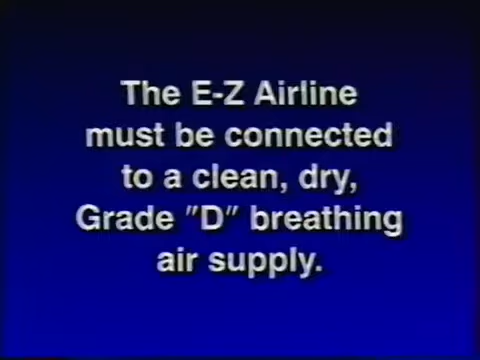 The E-Z Airline
must be connected
to a clean, dry,
Grade "D" breathing
air supply.